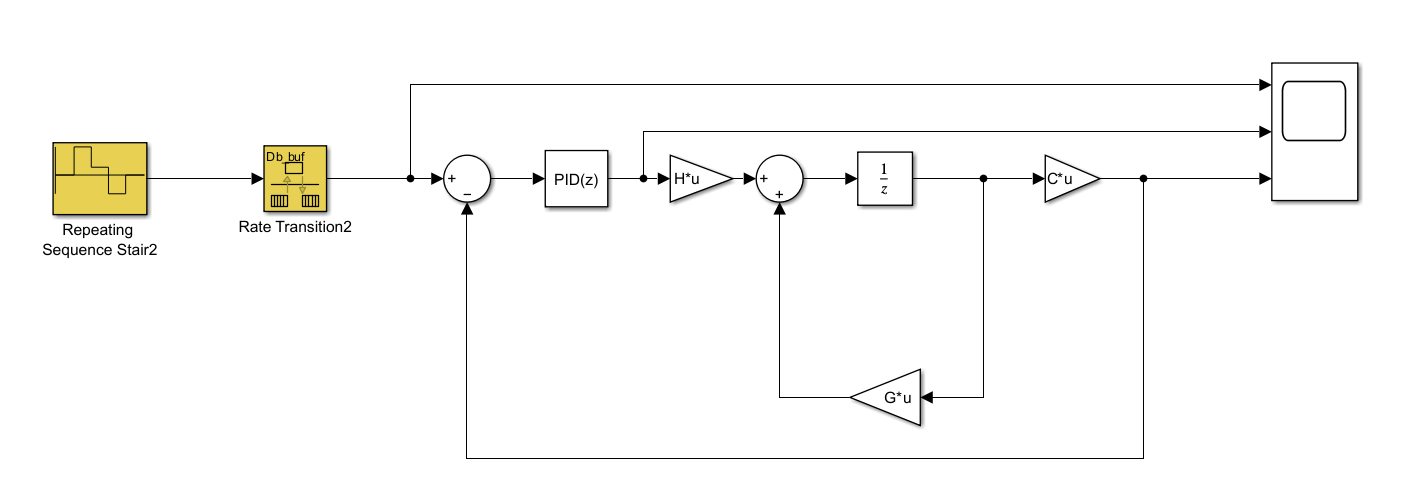 Db_buf
+
−
PID(z)
H*u
+
+
1
z
C*u
Repeating
Sequence Stair2
Rate Transition2
G*u